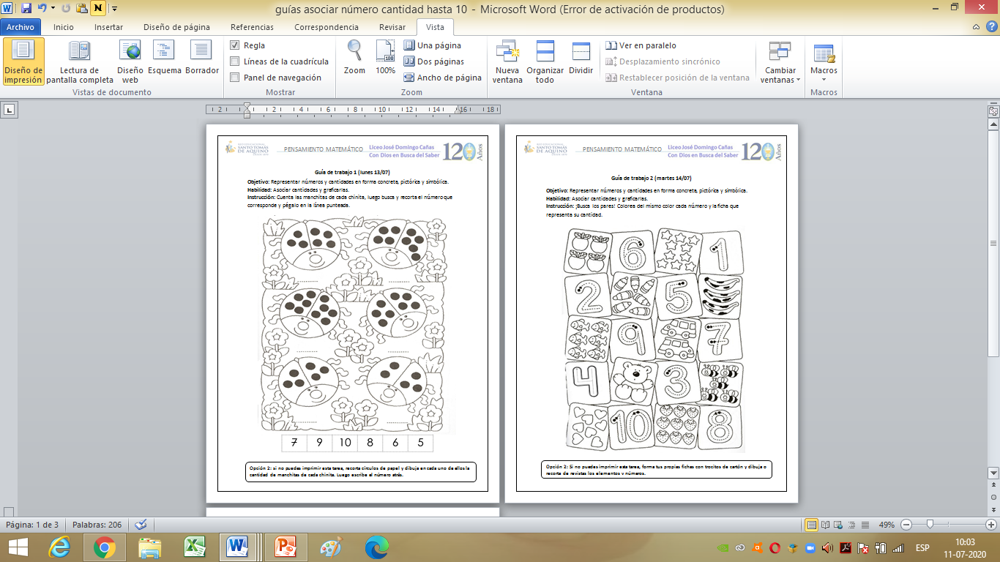 guías asociar número cantidad hasta 10 - Microsoft Word (Error de activación de productos)
Archivo Inicio Insertar Diseño de página Referencias Correspondencia Revisar Vista
Diseño de impresión
Lectura de pantalla completa
Diseño web
Esquema
Borrador
Vistas de documento
Regla
Líneas de la cuadrícula
Panel de navegación
Mostrar
Zoom
100%
Una página
Dos páginas
Ancho de página
Zoom
Nueva ventana
Organizar todo
Dividir
Ver en paralelo
Desplazamiento sincrónico
Restablecer posición de la ventana
Ventana
Cambiar ventanas
Macros
Macros
2 2 4 6 8 10 12 14 16 18
SANTO TOMÁS
DE AQUINO
PENSAMIENTO MATEMÁTICO
Liceo José Domingo Cañas
Con Dios en Busca del Saber
120 Años
Guía de trabajo 1 (lunes 13/07)
Objetivo: Representar números y cantidades en forma concreta, pictórica y simbólica.
Habilidad: Asociar cantidades y graficarlas.
Instrucción: Cuenta las manchitas de cada chinita, luego busca y recorta el número que
corresponde y pégalo en la línea punteada.
7 9 10 8 6 5
Opción 2: si no puedes imprimir esta tarea, recorta círculos de papel y dibuja en cada uno de ellos la
cantidad de manchitas de cada chinita. Luego escribe el número atrás.
SANTO TOMÁS
DE AQUINO
PENSAMIENTO MATEMÁTICO
Liceo José Domingo Cañas
Con Dios en Busca del Saber
120 Años
Guía de trabajo 2 (martes 14/07)
Objetivo: Representar números y cantidades en forma concreta, pictórica y simbólica.
Habilidad: Asociar cantidades y graficarlas.
Instrucción: ¡Busca los pares! Colorea del mismo color cada número y la ficha que
representa su cantidad.
6 1
2 5
9 7
4 3
10 8
Opción 2: Si no puedes imprimir esta tarea, forma tus propias fichas con trocitos de cartón y dibuja o
recorta de revistas los elementos y números.
Página: 1 de 3 Palabras: 206
49%
ESP
10:03
11-07-2020